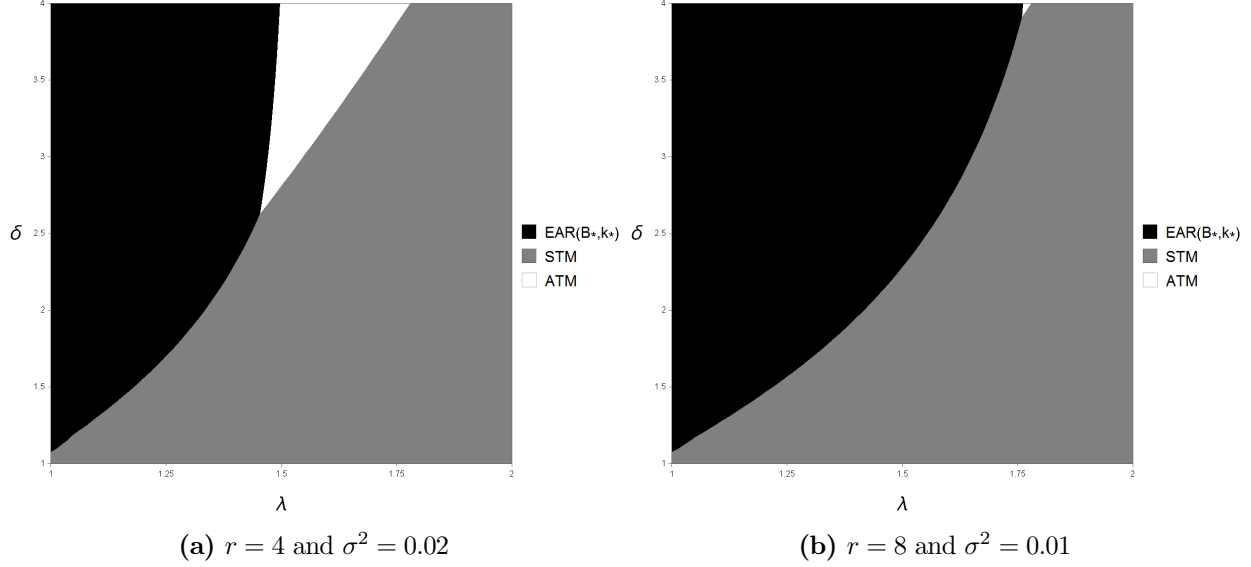 4
3.5
3
2.5
2
1.5
1
δ
1
1.25
1.5
1.75
2
λ
EAR(B*,k*)
STM
ATM
(a) r = 4 and σ² = 0.02
4
3.5
3
2.5
2
1.5
1
δ
1
1.25
1.5
1.75
2
λ
EAR(B*,k*)
STM
ATM
(b) r = 8 and σ² = 0.01